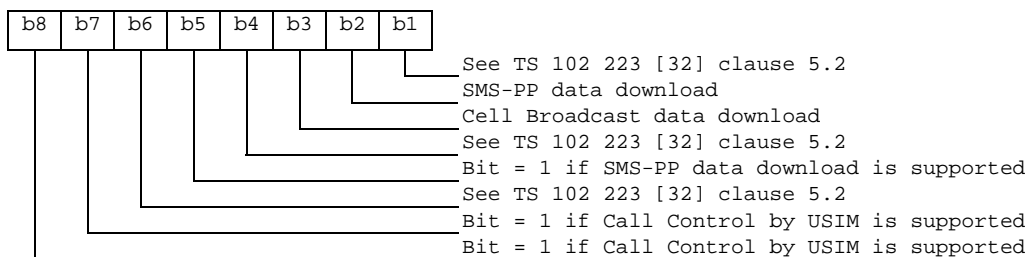 b8 b7 b6 b5 b4 b3 b2 b1
See TS 102 223 [32] clause 5.2
SMS-PP data download
Cell Broadcast data download
See TS 102 223 [32] clause 5.2
Bit = 1 if SMS-PP data download is supported
See TS 102 223 [32] clause 5.2
Bit = 1 if Call Control by USIM is supported
Bit = 1 if Call Control by USIM is supported